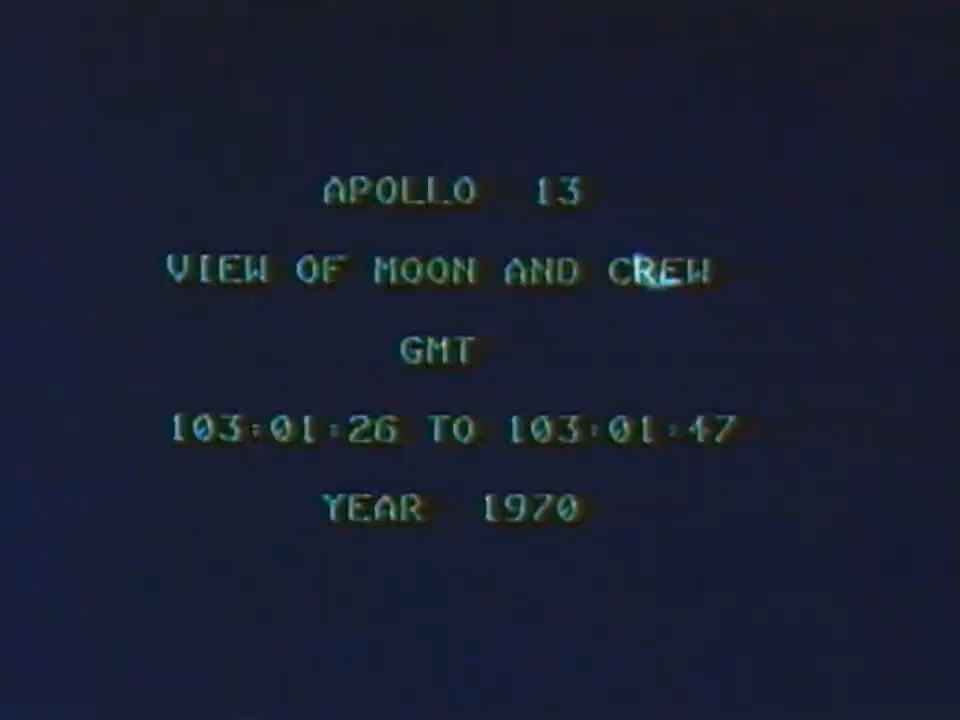 APOLLO 13
VIEW OF MOON AND CREW
GMT
103:01:26 TO 103:01:47
YEAR 1970